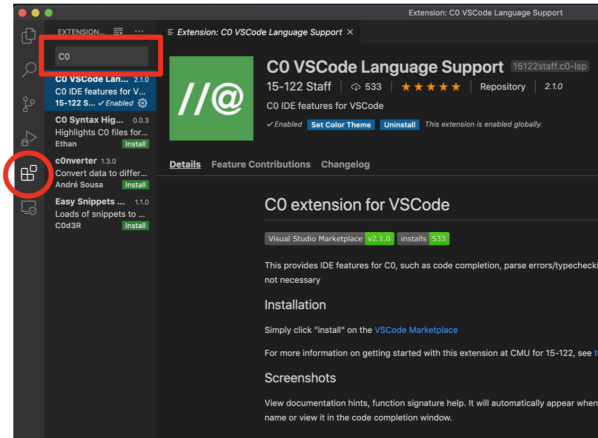 Extension: C0 VSCode Language Support
EXTENSION...
Extension: C0 VSCode Language Support ×
C0
C0 VSCode Lan... 2.1.0
C0 IDE features for V...
15-122 S... ✓ Enabled
C0 Syntax Hig... 0.0.3
Highlights C0 files for...
Ethan Install
c0nverter 1.3.0
Convert data to differ...
André Sousa Install
Easy Snippets ... 1.1.0
Loads of snippets to ...
C0d3R Install
//@
C0 VSCode Language Support 15122staff.c0-lsp
15-122 Staff | 533 | ★★★★★ | Repository | 2.1.0
C0 IDE features for VSCode
✓ Enabled Set Color Theme Uninstall This extension is enabled globally.
Details Feature Contributions Changelog
C0 extension for VSCode
Visual Studio Marketplace v2.1.0 installs 533
This provides IDE features for C0, such as code completion, parse errors/typechecki
not necessary
Installation
Simply click "install" on the VSCode Marketplace
For more information on getting started with this extension at CMU for 15-122, see t
Screenshots
View documentation hints, function signature help. It will automatically appear when
name or view it in the code completion window.